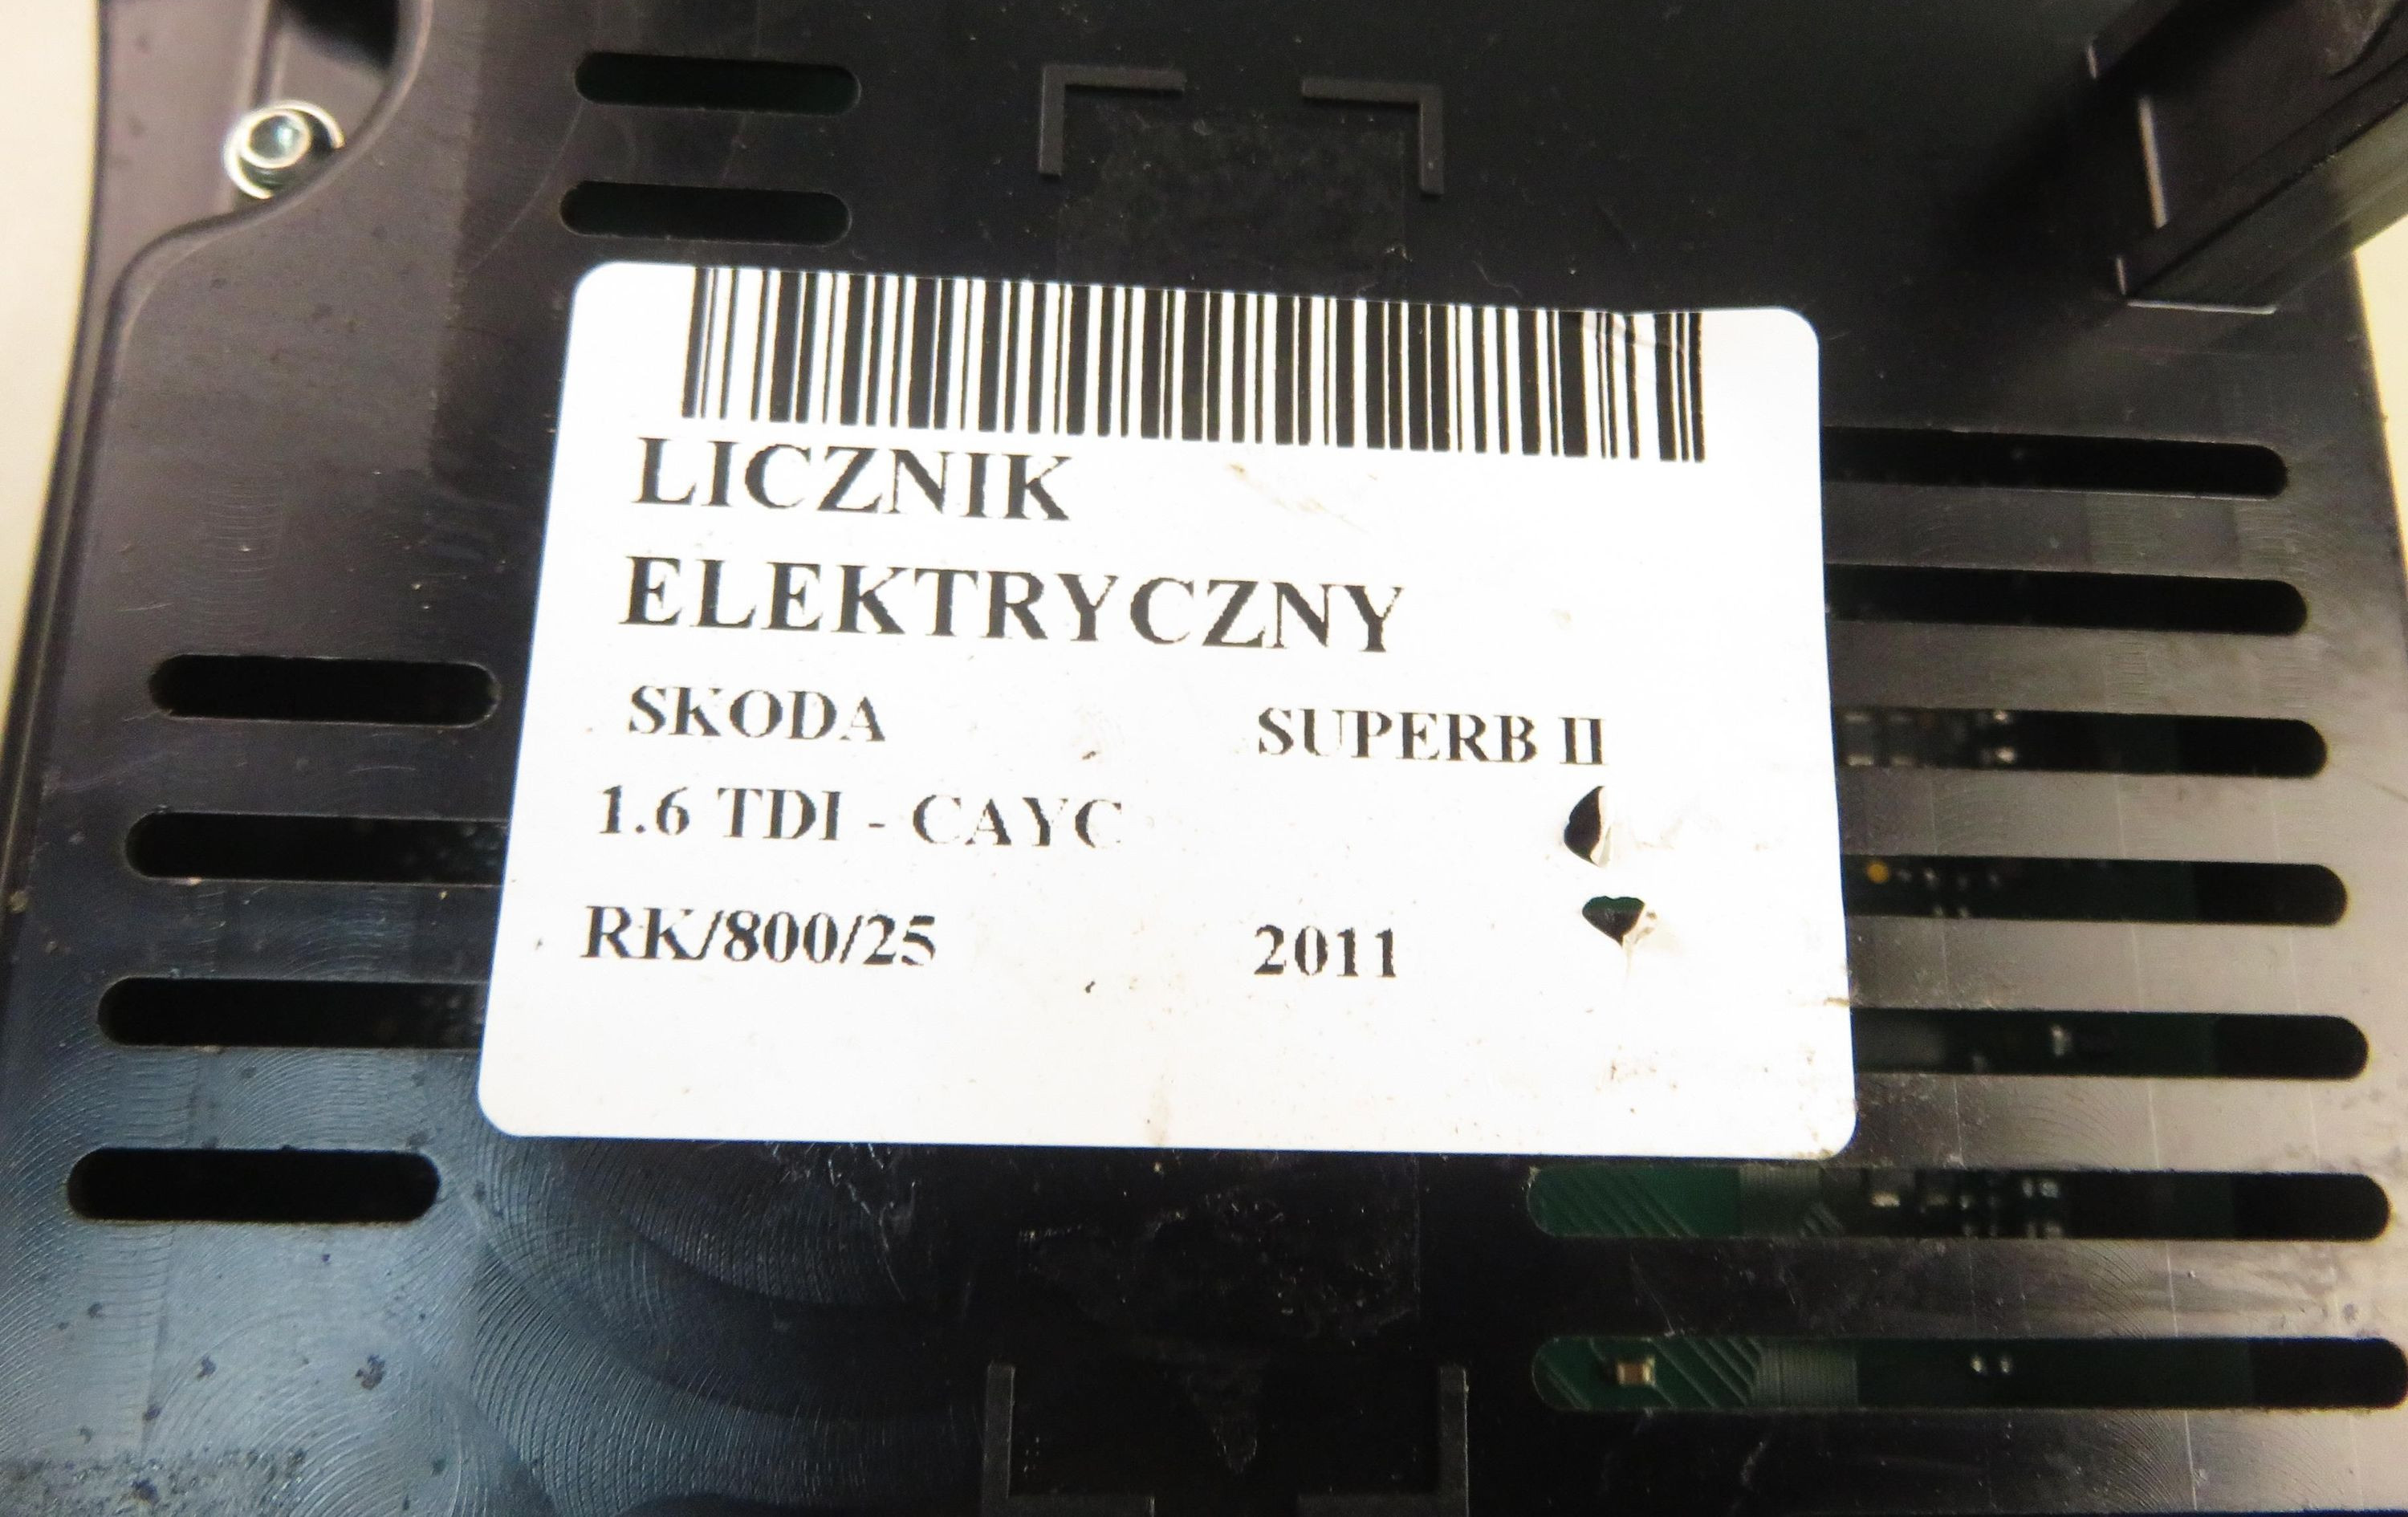 LICZNIK
ELEKTRYCZNY
SKODA SUPERB II
1.6 TDI - CAYC
RK/800/25 2011